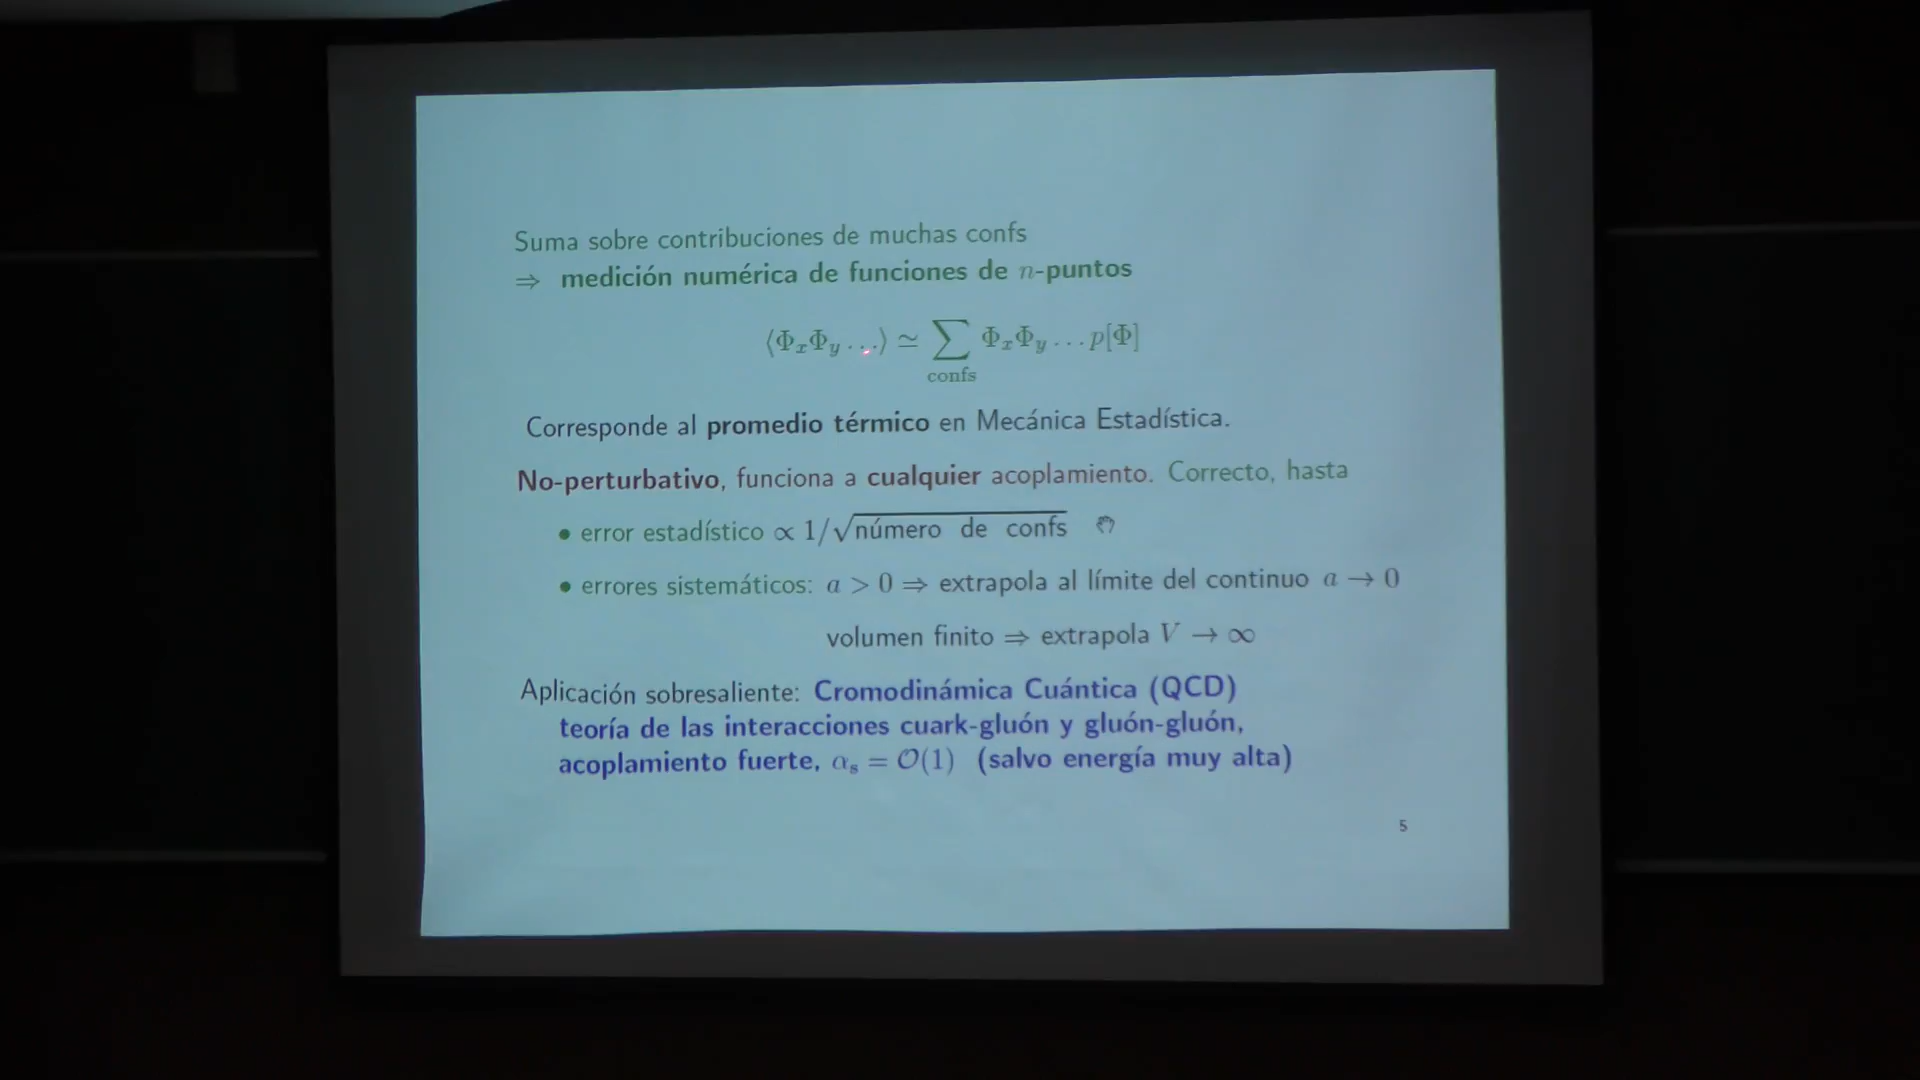 Suma sobre contribuciones de muchas confs
⇒ medición numérica de funciones de n-puntos
⟨Φ_xΦ_y …⟩ ≃ ∑_confs Φ_xΦ_y … p[Φ]
Corresponde al promedio térmico en Mecánica Estadística.
No-perturbativo, funciona a cualquier acoplamiento. Correcto, hasta
• error estadístico ∝ 1/√número de confs
• errores sistemáticos: a > 0 ⇒ extrapola al límite del continuo a → 0
volumen finito ⇒ extrapola V → ∞
Aplicación sobresaliente: Cromodinámica Cuántica (QCD)
teoría de las interacciones cuark-gluón y gluón-gluón,
acoplamiento fuerte, α_s = O(1) (salvo energía muy alta)
5